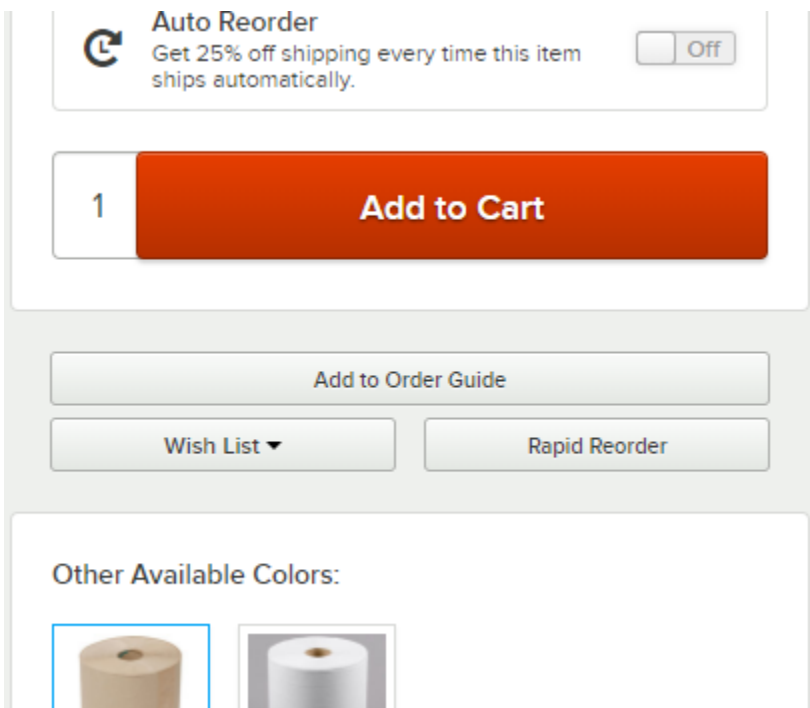 Auto Reorder
Get 25% off shipping every time this item
ships automatically.
Off
1
Add to Cart
Add to Order Guide
Wish List
Rapid Reorder
Other Available Colors: